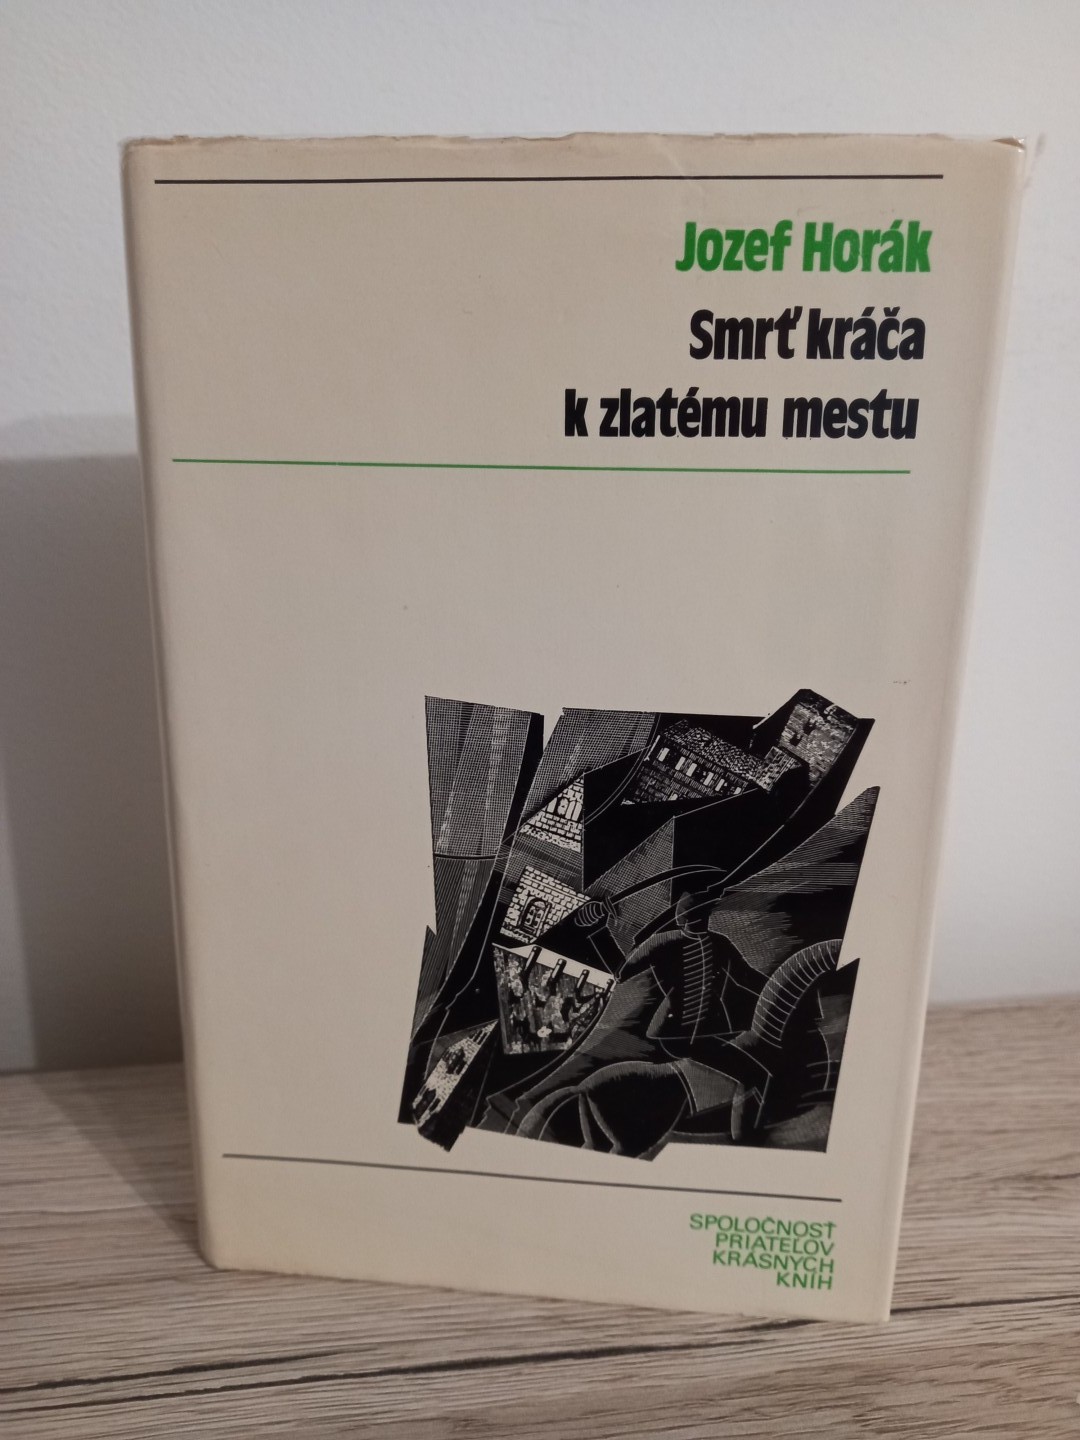 Jozef Horák
Smrť kráča
k zlatému mestu
SPOLOČNOSŤ
PRIATEĽOV
KRÁSNYCH
KNÍH